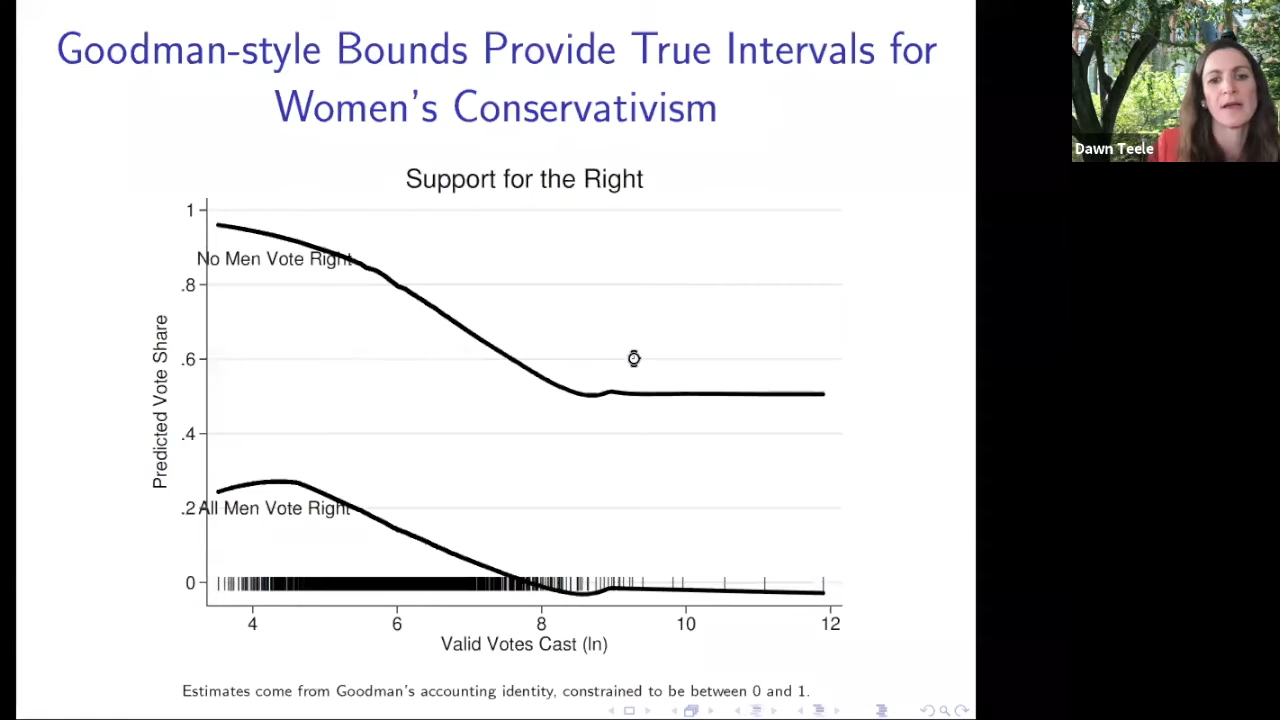 Goodman-style Bounds Provide True Intervals for
Women's Conservativism
Dawn Teele
Support for the Right
1
.8
.6
.4
.2
0
Predicted Vote Share
No Men Vote Right
All Men Vote Right
4 6 8 10 12
Valid Votes Cast (ln)
Estimates come from Goodman's accounting identity, constrained to be between 0 and 1.